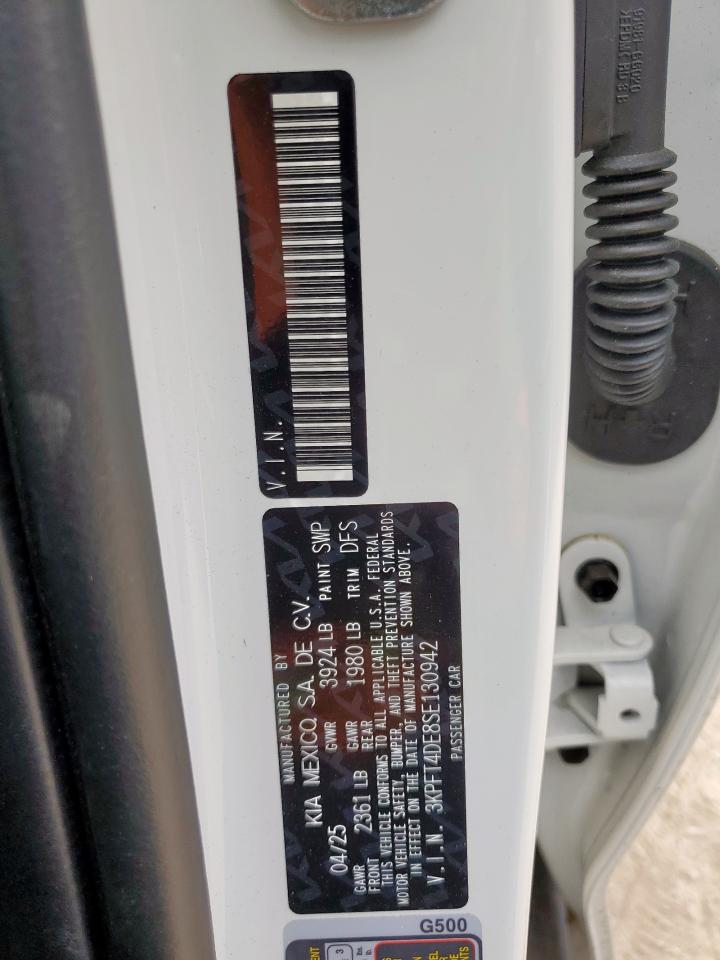 V.I.N.
MANUFACTURED BY
KIA MEXICO, S.A. DE C.V.
04/25 GVWR 3924 LB PAINT SWP
GAWR FRONT 2361 LB GAWR REAR 1980 LB TRIM DFS
THIS VEHICLE CONFORMS TO ALL APPLICABLE U.S.A. FEDERAL
MOTOR VEHICLE SAFETY, BUMPER, AND THEFT PREVENTION STANDARDS
IN EFFECT ON THE DATE OF MANUFACTURE SHOWN ABOVE.
V.I.N. 3KPFT4DE8SE130942
PASSENGER CAR
G500